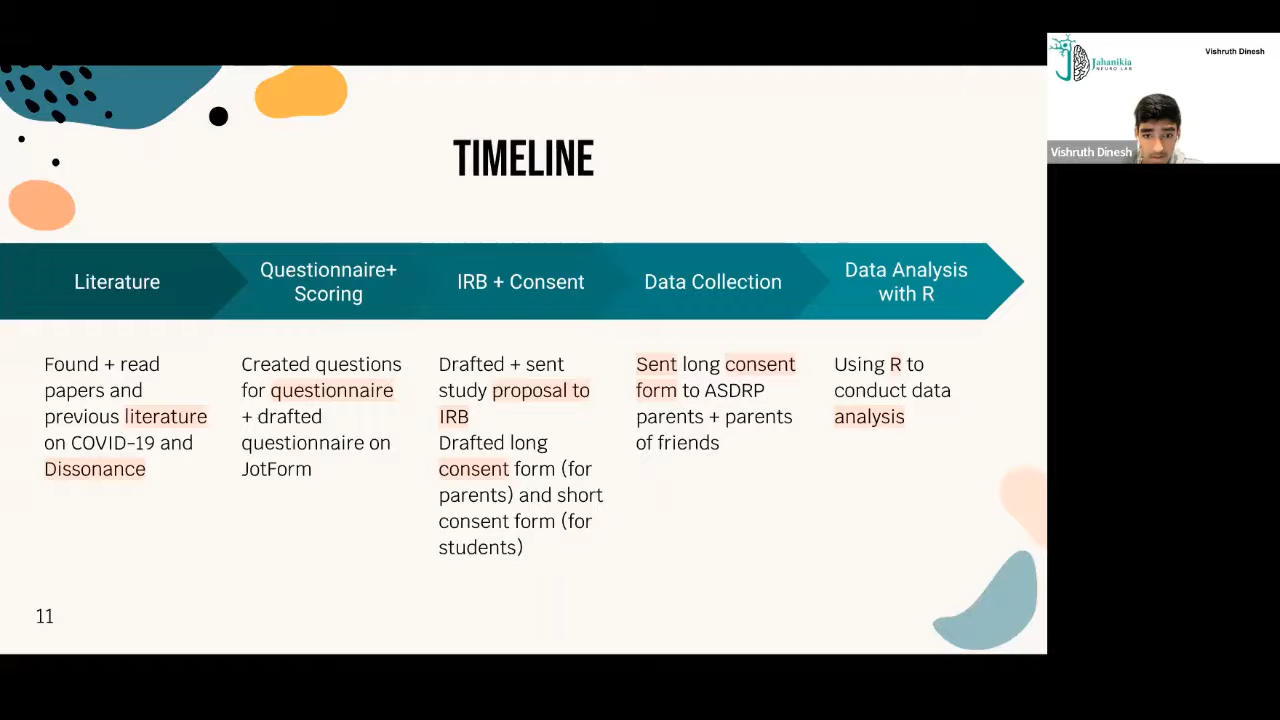 TIMELINE
Literature
Questionnaire+
Scoring
IRB + Consent
Data Collection
Data Analysis
with R
Found + read
papers and
previous literature
on COVID-19 and
Dissonance
Created questions
for questionnaire
+ drafted
questionnaire on
JotForm
Drafted + sent
study proposal to
IRB
Drafted long
consent form (for
parents) and short
consent form (for
students)
Sent long consent
form to ASDRP
parents + parents
of friends
Using R to
conduct data
analysis
11
Jahanikia
NEURO LAB
Vishruth Dinesh
Vishruth Dinesh